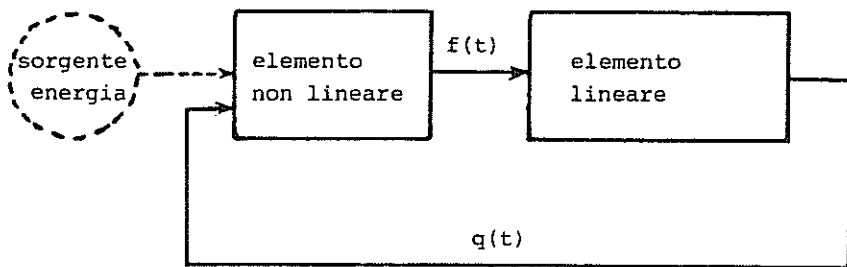 sorgente
energia
elemento
non lineare
f(t)
elemento
lineare
q(t)